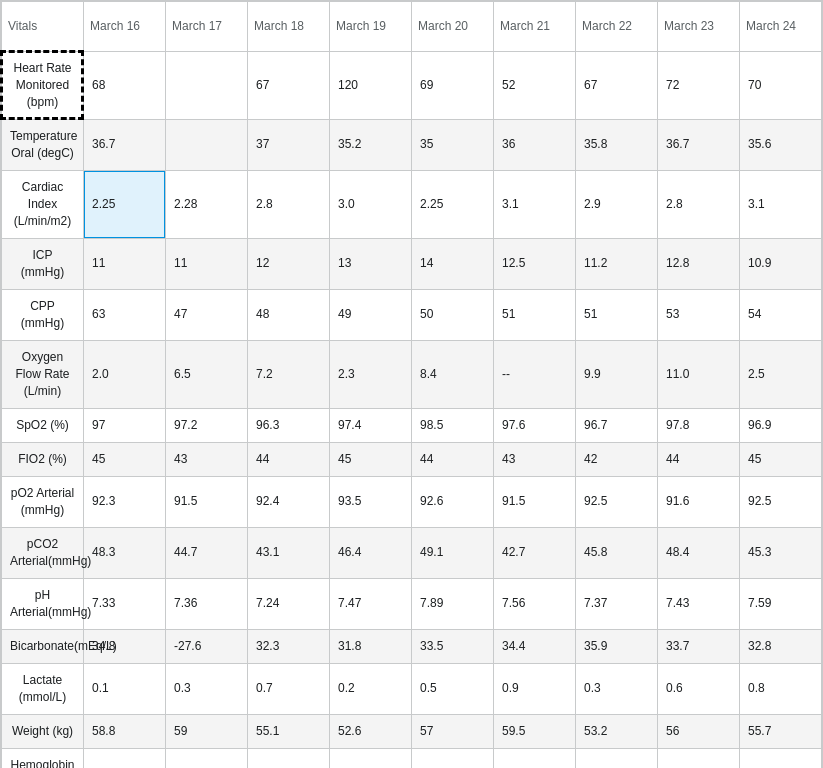 Vitals March 16 March 17 March 18 March 19 March 20 March 21 March 22 March 23 March 24
Heart Rate
Monitored
(bpm)
68 67 120 69 52 67 72 70
Temperature
Oral (degC)
36.7 37 35.2 35 36 35.8 36.7 35.6
Cardiac
Index
(L/min/m2)
2.25 2.28 2.8 3.0 2.25 3.1 2.9 2.8 3.1
ICP
(mmHg)
11 11 12 13 14 12.5 11.2 12.8 10.9
CPP
(mmHg)
63 47 48 49 50 51 51 53 54
Oxygen
Flow Rate
(L/min)
2.0 6.5 7.2 2.3 8.4 -- 9.9 11.0 2.5
SpO2 (%) 97 97.2 96.3 97.4 98.5 97.6 96.7 97.8 96.9
FIO2 (%) 45 43 44 45 44 43 42 44 45
pO2 Arterial
(mmHg)
92.3 91.5 92.4 93.5 92.6 91.5 92.5 91.6 92.5
pCO2
Arterial(mmHg)
48.3 44.7 43.1 46.4 49.1 42.7 45.8 48.4 45.3
pH
Arterial(mmHg)
7.33 7.36 7.24 7.47 7.89 7.56 7.37 7.43 7.59
Bicarbonate(mEq/L) -27.6 32.3 31.8 33.5 34.4 35.9 33.7 32.8
Lactate
(mmol/L)
0.1 0.3 0.7 0.2 0.5 0.9 0.3 0.6 0.8
Weight (kg) 58.8 59 55.1 52.6 57 59.5 53.2 56 55.7
Hemoglobin